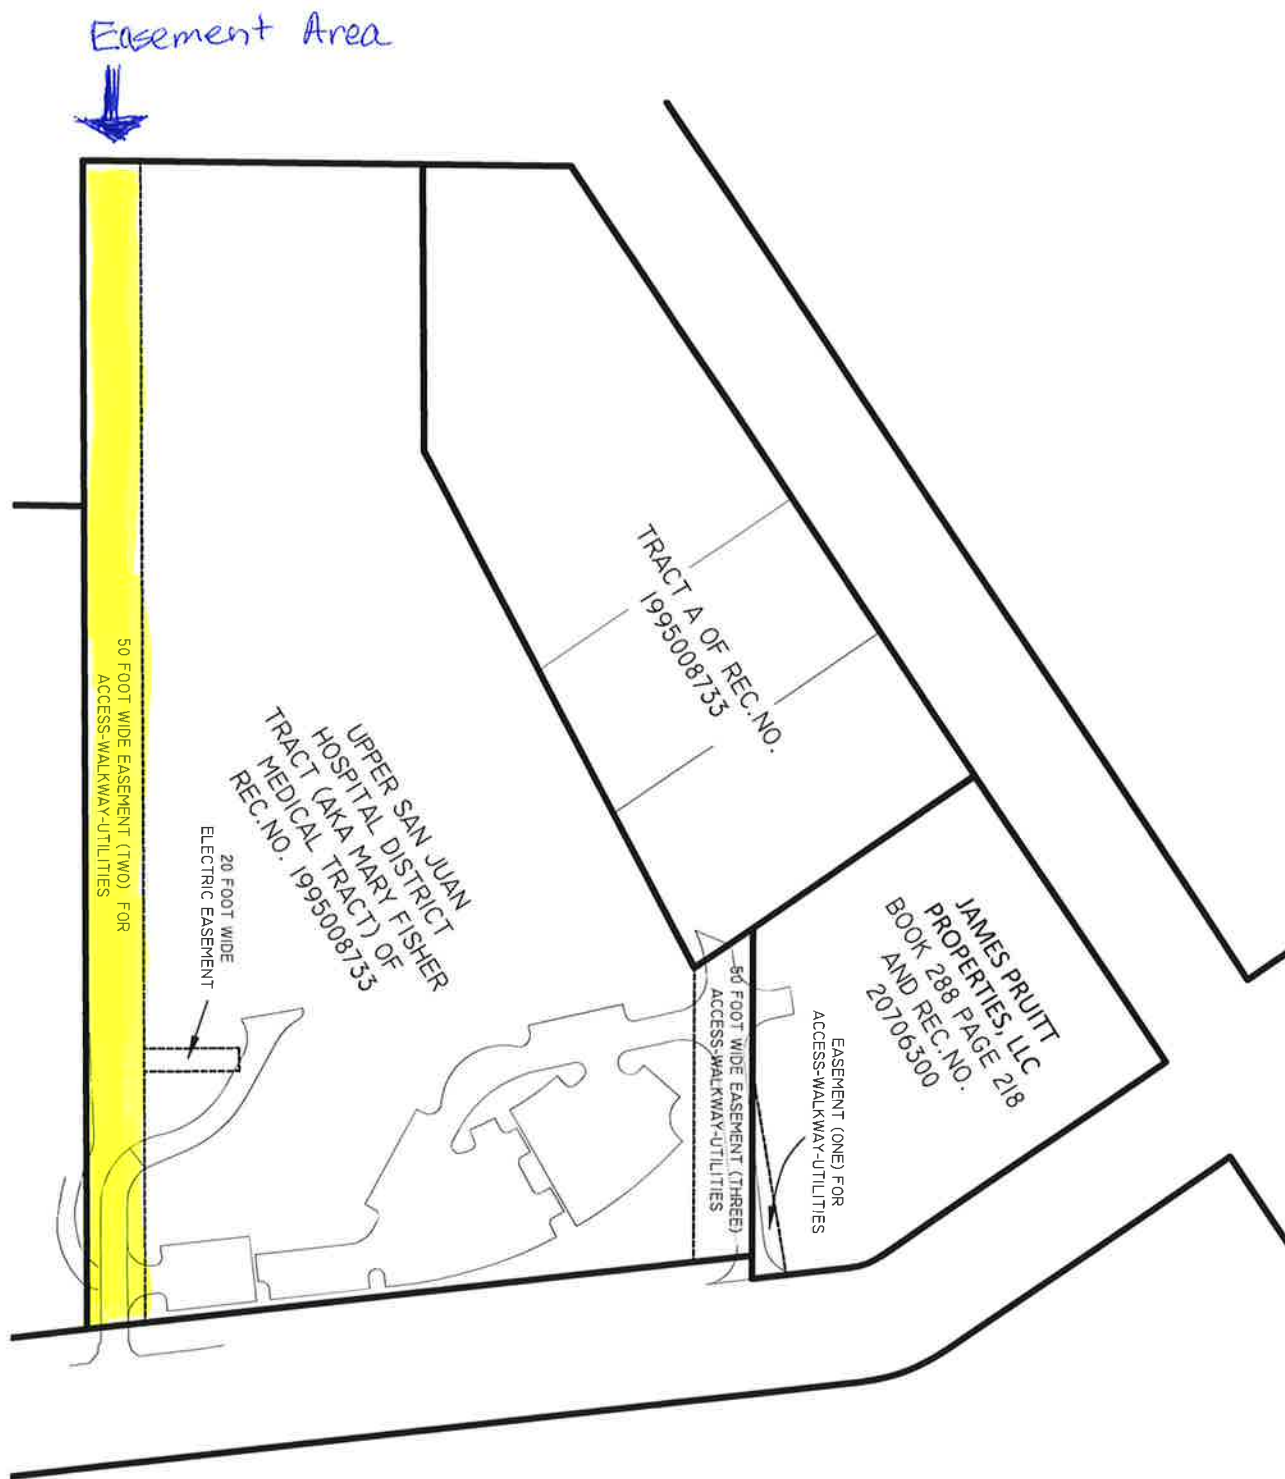 Easement Area
TRACT A OF REC.NO.
1995008733
UPPER SAN JUAN
HOSPITAL DISTRICT
TRACT (AKA MARY FISHER
MEDICAL TRACT) OF
REC.NO. 1995008733
50 FOOT WIDE EASEMENT (TWO) FOR
ACCESS-WALKWAY-UTILITIES
20 FOOT WIDE
ELECTRIC EASEMENT
50 FOOT WIDE EASEMENT (THREE)
ACCESS-WALKWAY-UTILITIES
EASEMENT (ONE) FOR
ACCESS-WALKWAY-UTILITIES
JAMES PRUITT
PROPERTIES, LLC
BOOK 288 PAGE 218
AND REC.NO.
20706300